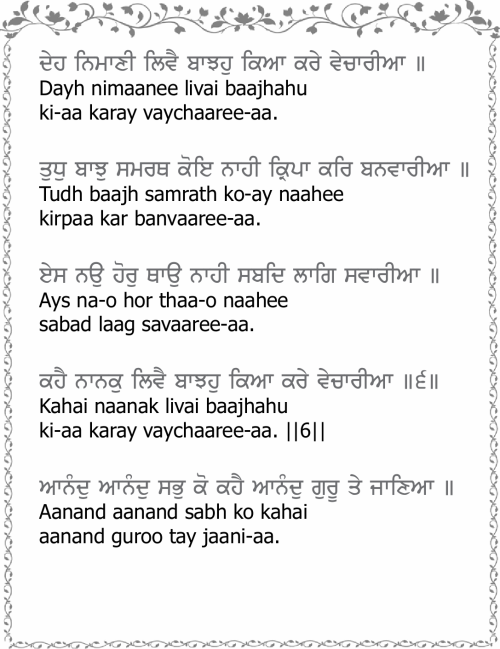 ਦੇਹ ਨਿਮਾਣੀ ਲਿਵੈ ਬਾਝਹੁ ਕਿਆ ਕਰੇ ਵੇਚਾਰੀਆ ॥
Dayh nimaanee livai baajhahu
ki-aa karay vaychaaree-aa.
ਤੁਧੁ ਬਾਝੁ ਸਮਰਥ ਕੋਇ ਨਾਹੀ ਕ੍ਰਿਪਾ ਕਰਿ ਬਨਵਾਰੀਆ ॥
Tudh baajh samrath ko-ay naahee
kirpaa kar banvaaree-aa.
ਏਸ ਨਉ ਹੋਰੁ ਥਾਉ ਨਾਹੀ ਸਬਦਿ ਲਾਗਿ ਸਵਾਰੀਆ ॥
Ays na-o hor thaa-o naahee
sabad laag savaaree-aa.
ਕਹੈ ਨਾਨਕੁ ਲਿਵੈ ਬਾਝਹੁ ਕਿਆ ਕਰੇ ਵੇਚਾਰੀਆ ॥੬॥
Kahai naanak livai baajhahu
ki-aa karay vaychaaree-aa. ||6||
ਆਨੰਦੁ ਆਨੰਦੁ ਸਭੁ ਕੋ ਕਹੈ ਆਨੰਦੁ ਗੁਰੂ ਤੇ ਜਾਣਿਆ ॥
Aanand aanand sabh ko kahai
aanand guroo tay jaani-aa.